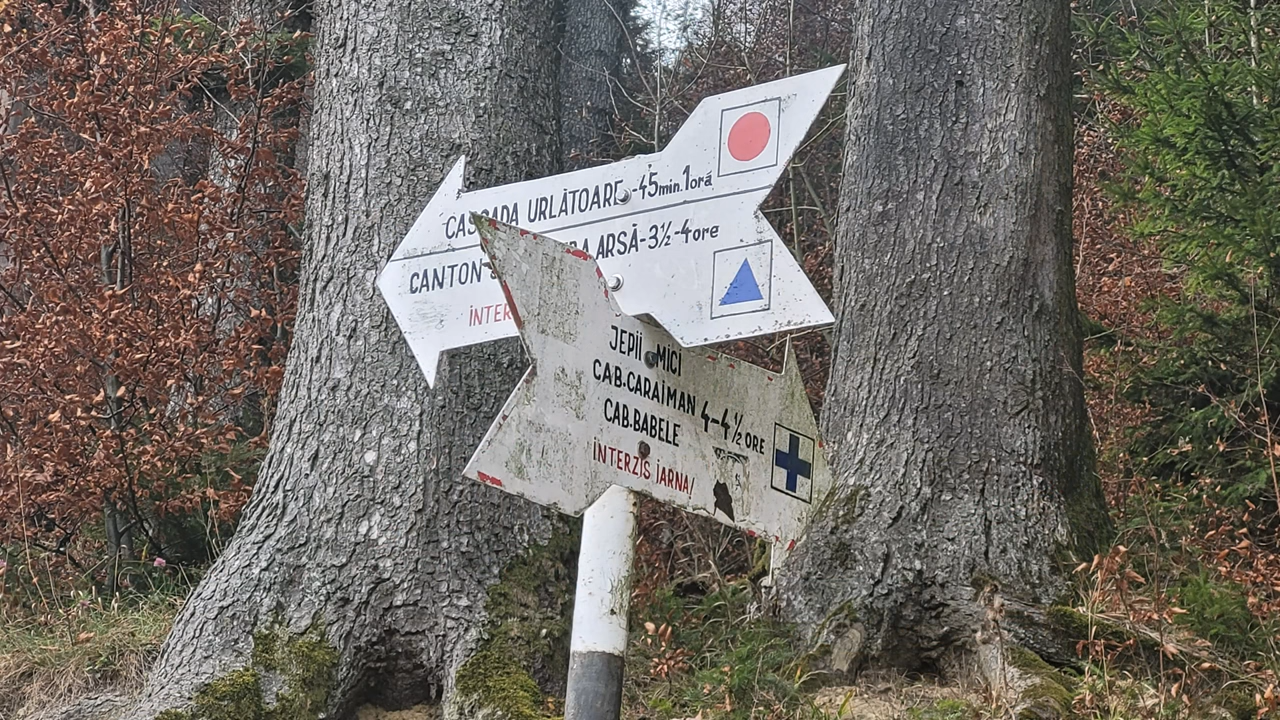 CASCADA URLĂTOARE-45min.1oră
CANTON ARSĂ-3½-4ore
JEPII MICI
CAB.CARAIMAN 4-4½ ORE
CAB.BABELE
INTERZIS IARNA!